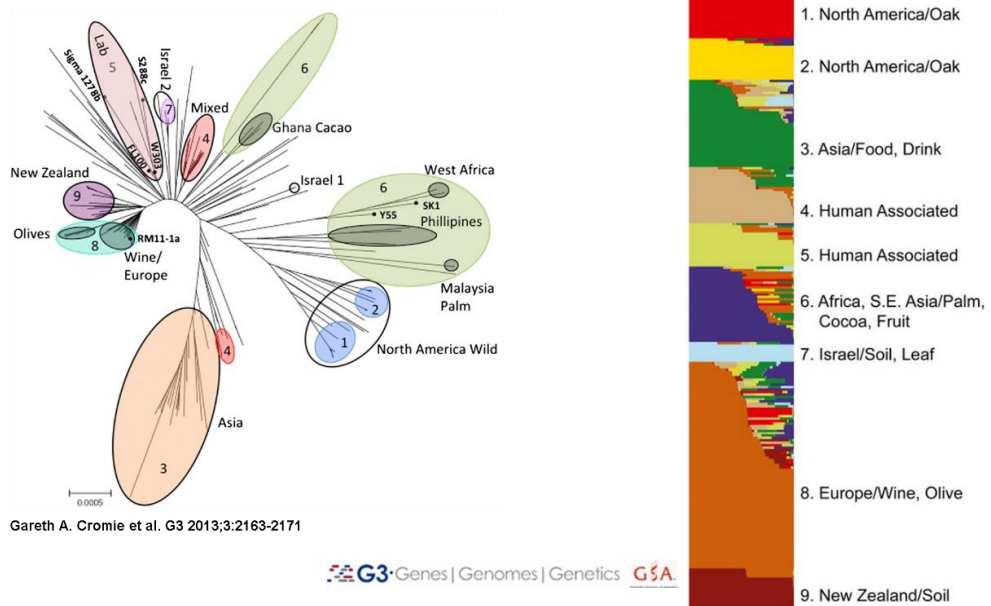 Lab
5
Sigma 1278b
S288c
FL100
W303
Israel 2
7
Mixed
4
6
Ghana Cacao
Israel 1
New Zealand
9
Olives
8
RM11-1a
Wine/
Europe
West Africa
6
SK1
Y55
Phillipines
Malaysia
Palm
2
1
North America Wild
4
Asia
3
0.0005
Gareth A. Cromie et al. G3 2013;3:2163-2171
G3·Genes|Genomes|Genetics
GSA
1. North America/Oak
2. North America/Oak
3. Asia/Food, Drink
4. Human Associated
5. Human Associated
6. Africa, S.E. Asia/Palm,
Cocoa, Fruit
7. Israel/Soil, Leaf
8. Europe/Wine, Olive
9. New Zealand/Soil